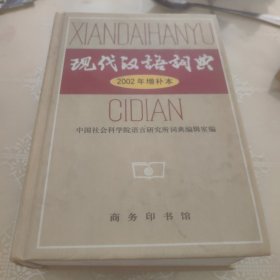 XIANDAIHANYU
现代汉语词典
2002年增补本
CIDIAN
中国社会科学院语言研究所词典编辑室编
商务印书馆